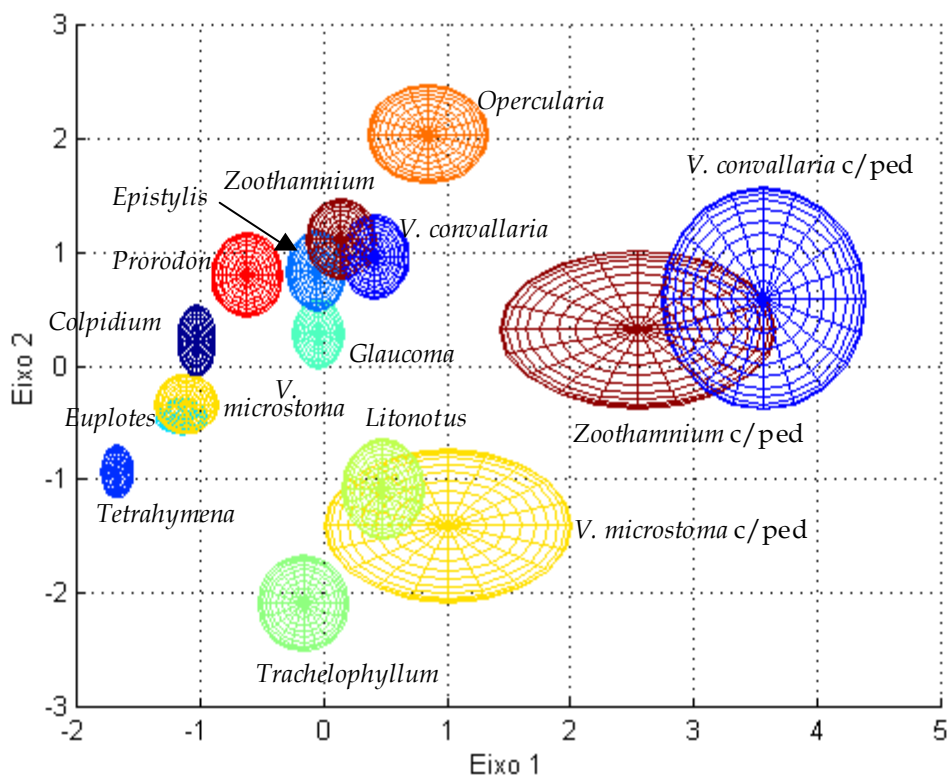 3
Opercularia
2
V. convallaria c/ped
Zoothamnium
Epistylis
V. convallaria
Prorodon
1
Colpidium
Glaucoma
0
V.
microstoma
Euplotes
Litonotus
Zoothamnium c/ped
-1
Tetrahymena
V. microstoma c/ped
-2
Trachelophyllum
-3
-2 -1 0 1 2 3 4 5
Eixo 2
Eixo 1